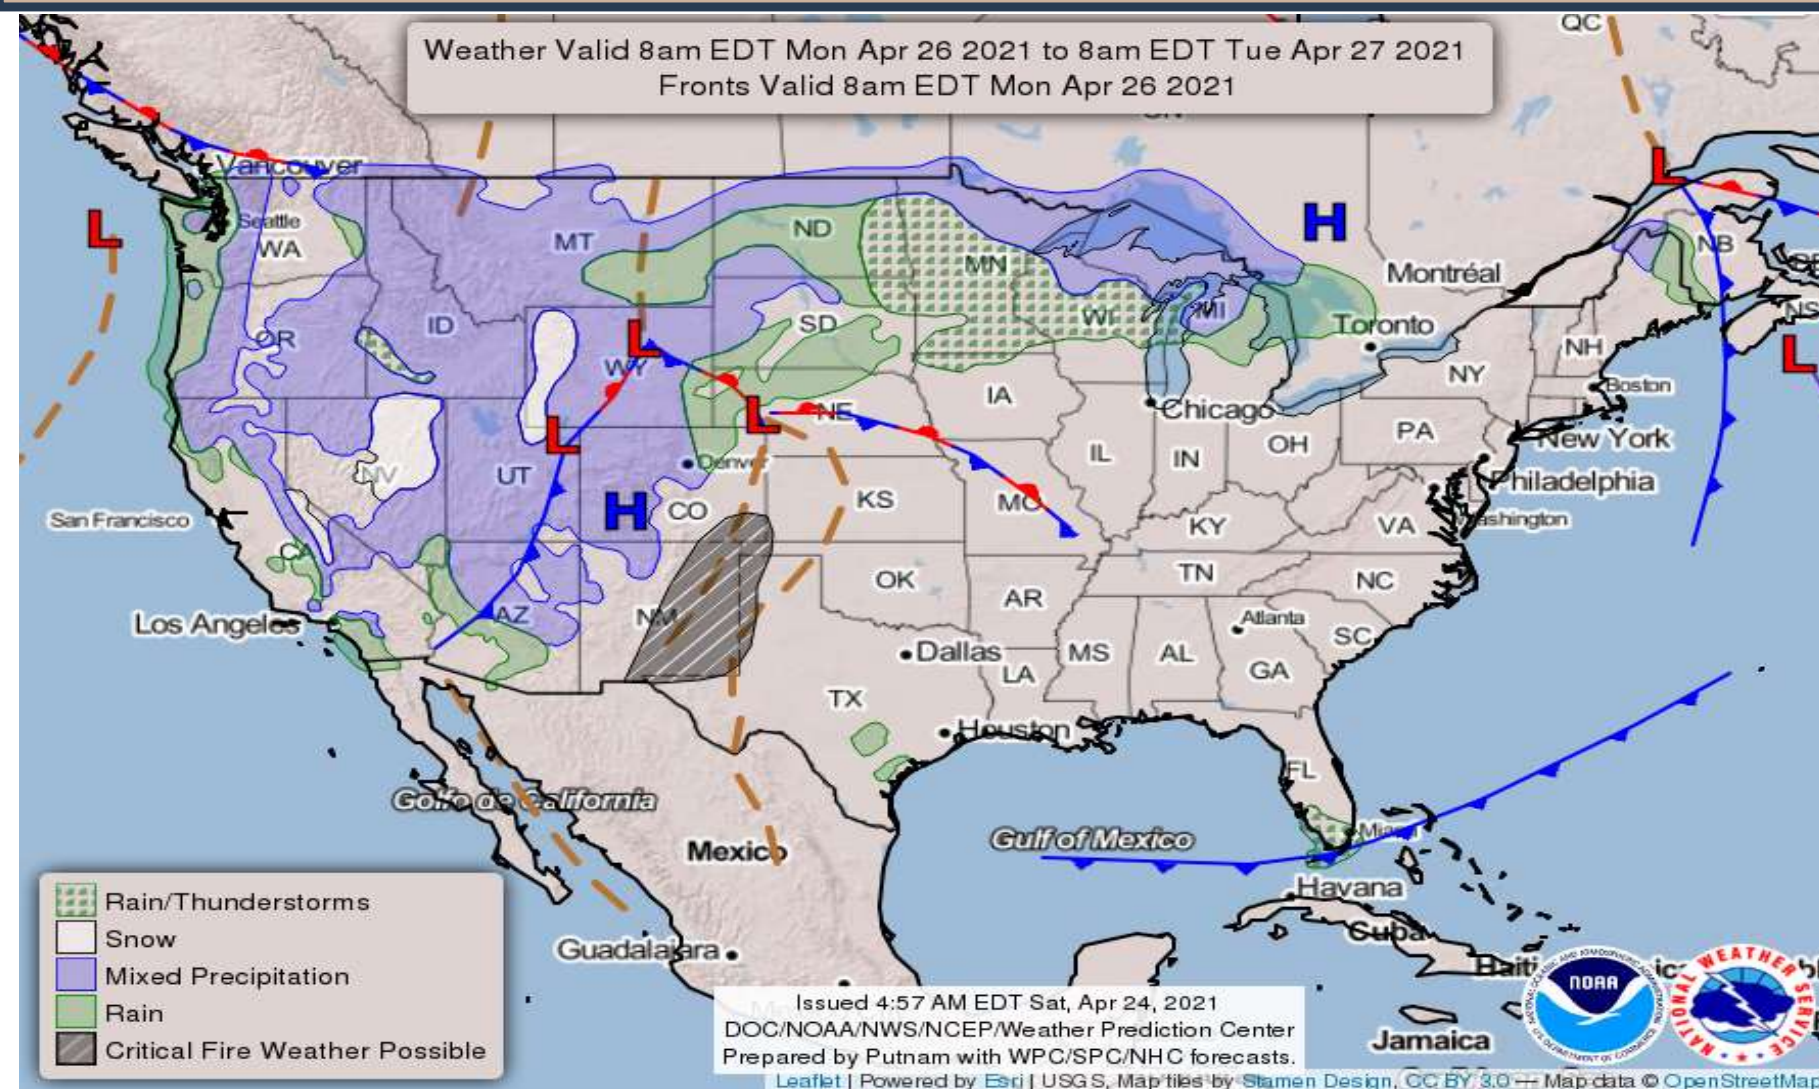 Weather Valid 8am EDT Mon Apr 26 2021 to 8am EDT Tue Apr 27 2021
Fronts Valid 8am EDT Mon Apr 26 2021
QC
Vancouver
L
L
Seattle
WA
MT
ND
MN
H
NB
Montréal
NS
OR
ID
SD
WI
MI
Toronto
L
WY
NH
L
NY
Boston
IA
L
NE
Chicago
New York
PA
L
Denver
IL
IN
OH
NV
UT
Philadelphia
San Francisco
H
CO
KS
MO
KY
VA
Washington
CA
OK
TN
NC
AR
Los Angeles
AZ
NM
Atlanta
SC
Dallas
MS
AL
GA
LA
TX
Houston
FL
Golfo de California
Miami
Gulf of Mexico
Mexico
Havana
Cuba
Guadalajara
Haiti
Jamaica
Rain/Thunderstorms
Snow
Mixed Precipitation
Rain
Critical Fire Weather Possible
Issued 4:57 AM EDT Sat, Apr 24, 2021
DOC/NOAA/NWS/NCEP/Weather Prediction Center
Prepared by Putnam with WPC/SPC/NHC forecasts.
NOAA
NATIONAL WEATHER SERVICE
Leaflet | Powered by Esri | USGS, Map tiles by Stamen Design, CC BY 3.0 — Map data © OpenStreetMap